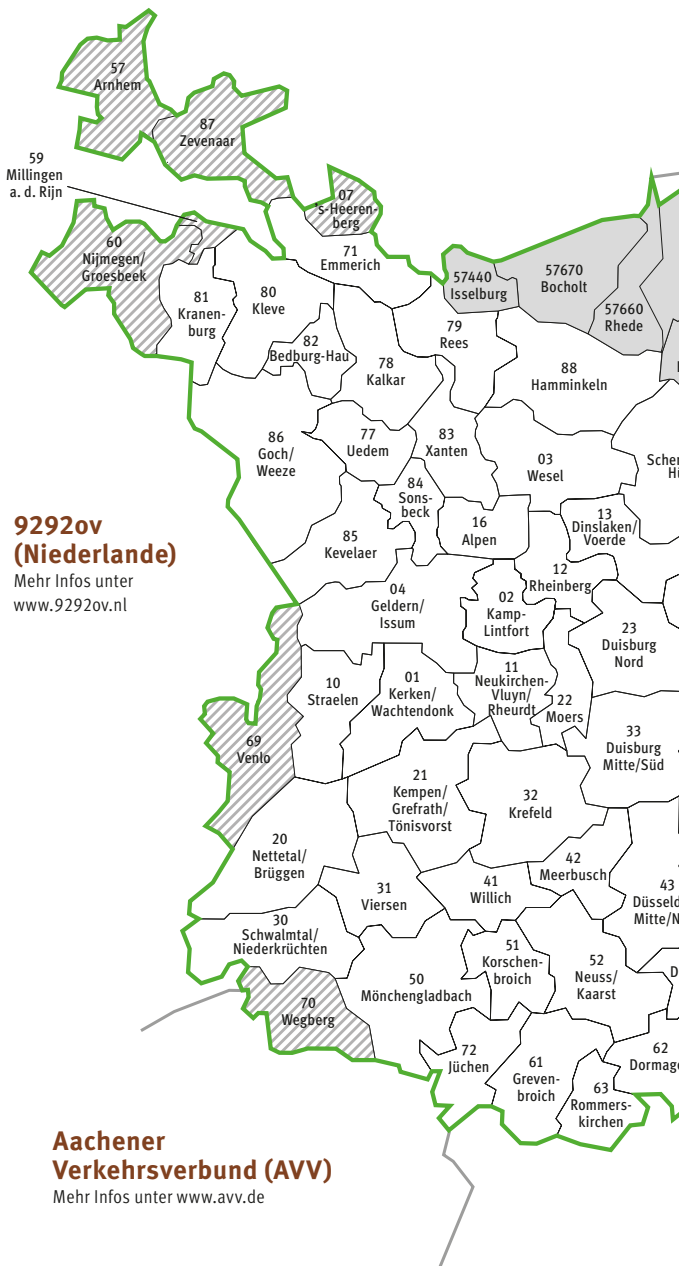 57
Arnhem
87
Zevenaar
59
Millingen
a. d. Rijn
07
's-Heeren-
berg
60
Nijmegen/
Groesbeek
71
Emmerich
57440
Isselburg
57670
Bocholt
57660
Rhede
81
Kranen-
burg
80
Kleve
82
Bedburg-Hau
79
Rees
78
Kalkar
88
Hamminkeln
86
Goch/
Weeze
77
Uedem
83
Xanten
03
Wesel
84
Sons-
beck
16
Alpen
13
Dinslaken/
Voerde
9292ov
(Niederlande)
Mehr Infos unter
www.9292ov.nl
85
Kevelaer
12
Rheinberg
04
Geldern/
Issum
02
Kamp-
Lintfort
23
Duisburg
Nord
10
Straelen
01
Kerken/
Wachtendonk
11
Neukirchen-
Vluyn/
Rheurdt
22
Moers
69
Venlo
33
Duisburg
Mitte/Süd
21
Kempen/
Grefrath/
Tönisvorst
32
Krefeld
20
Nettetal/
Brüggen
42
Meerbusch
31
Viersen
41
Willich
43
Düsseld
Mitte/N
30
Schwalmtal/
Niederkrüchten
51
Korschen-
broich
52
Neuss/
Kaarst
50
Mönchengladbach
D
70
Wegberg
72
Jüchen
61
Greven-
broich
62
Dormage
63
Rommers-
kirchen
Aachener
Verkehrsverbund (AVV)
Mehr Infos unter www.avv.de